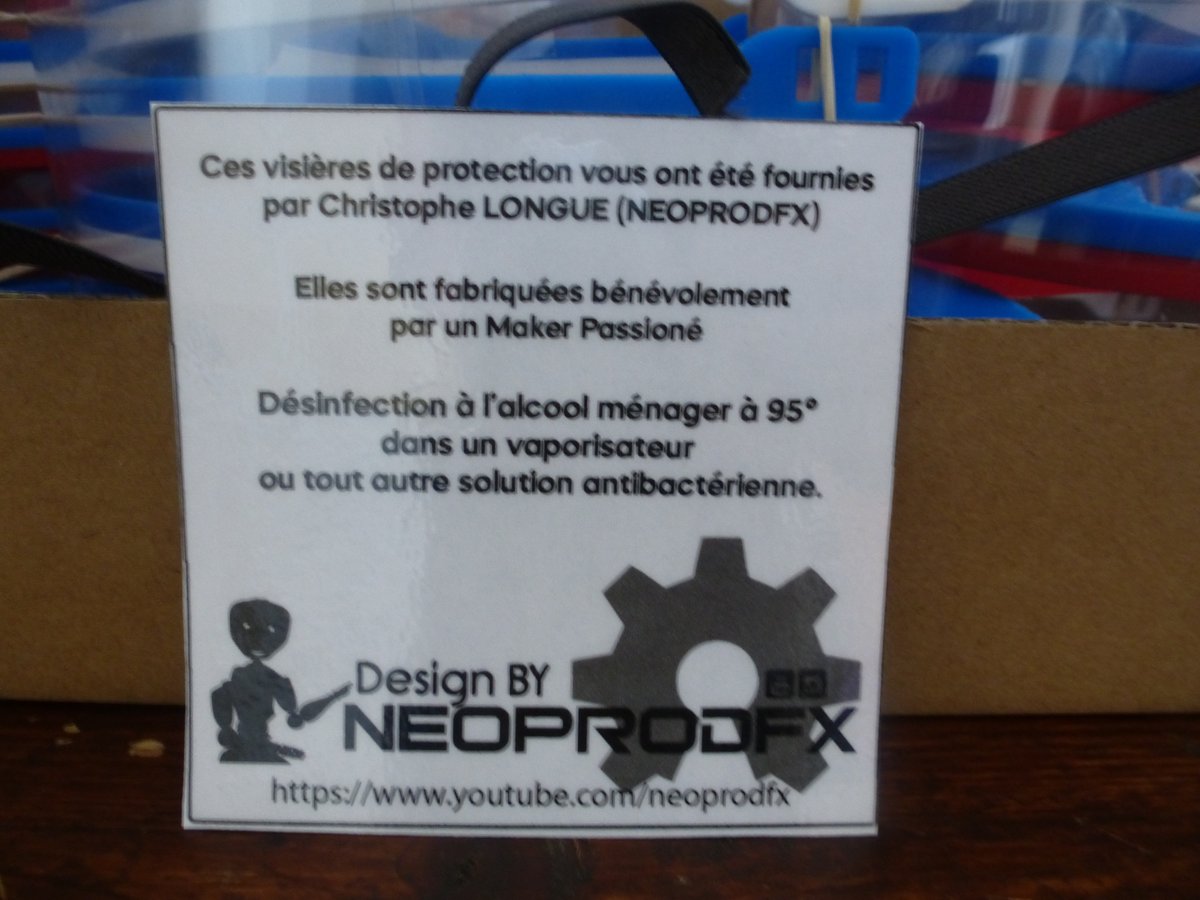 Ces visières de protection vous ont été fournies
par Christophe LONGUE (NEOPRODFX)
Elles sont fabriquées bénévolement
par un Maker Passioné
Désinfection à l'alcool ménager à 95°
dans un vaporisateur
ou tout autre solution antibactérienne.
Design BY
NEOPRODFX
https://www.youtube.com/neoprodfx